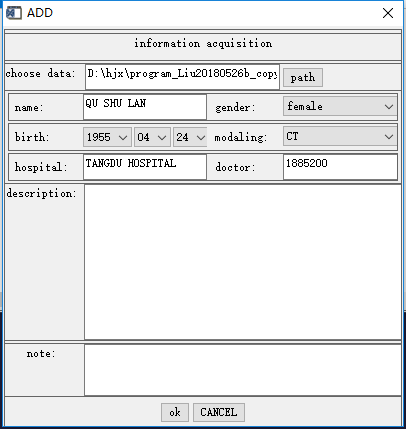 ADD
information acquisition
choose data: D:\hjx\program_Liu20180526b_copy path
name: QU SHU LAN gender: female
birth: 1955 04 24 modaling: CT
hospital: TANGDU HOSPITAL doctor: 1885200
description:
note:
ok CANCEL